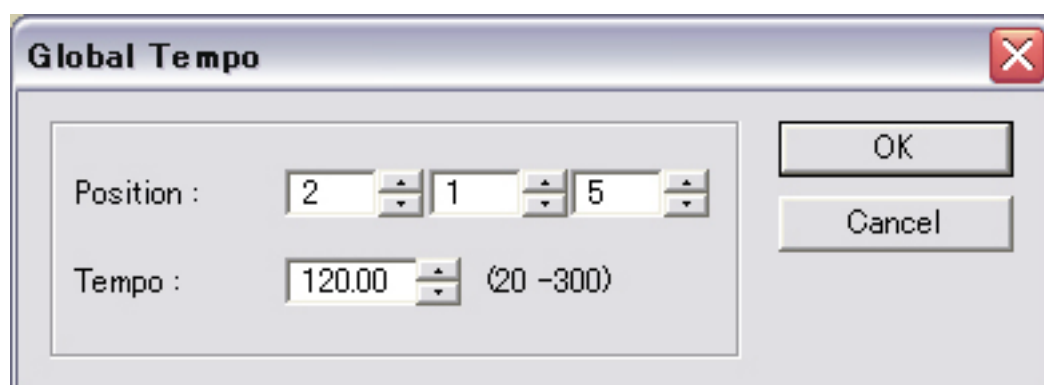 Global Tempo
Position : 2 1 5
Tempo : 120.00 (20 -300)
OK
Cancel